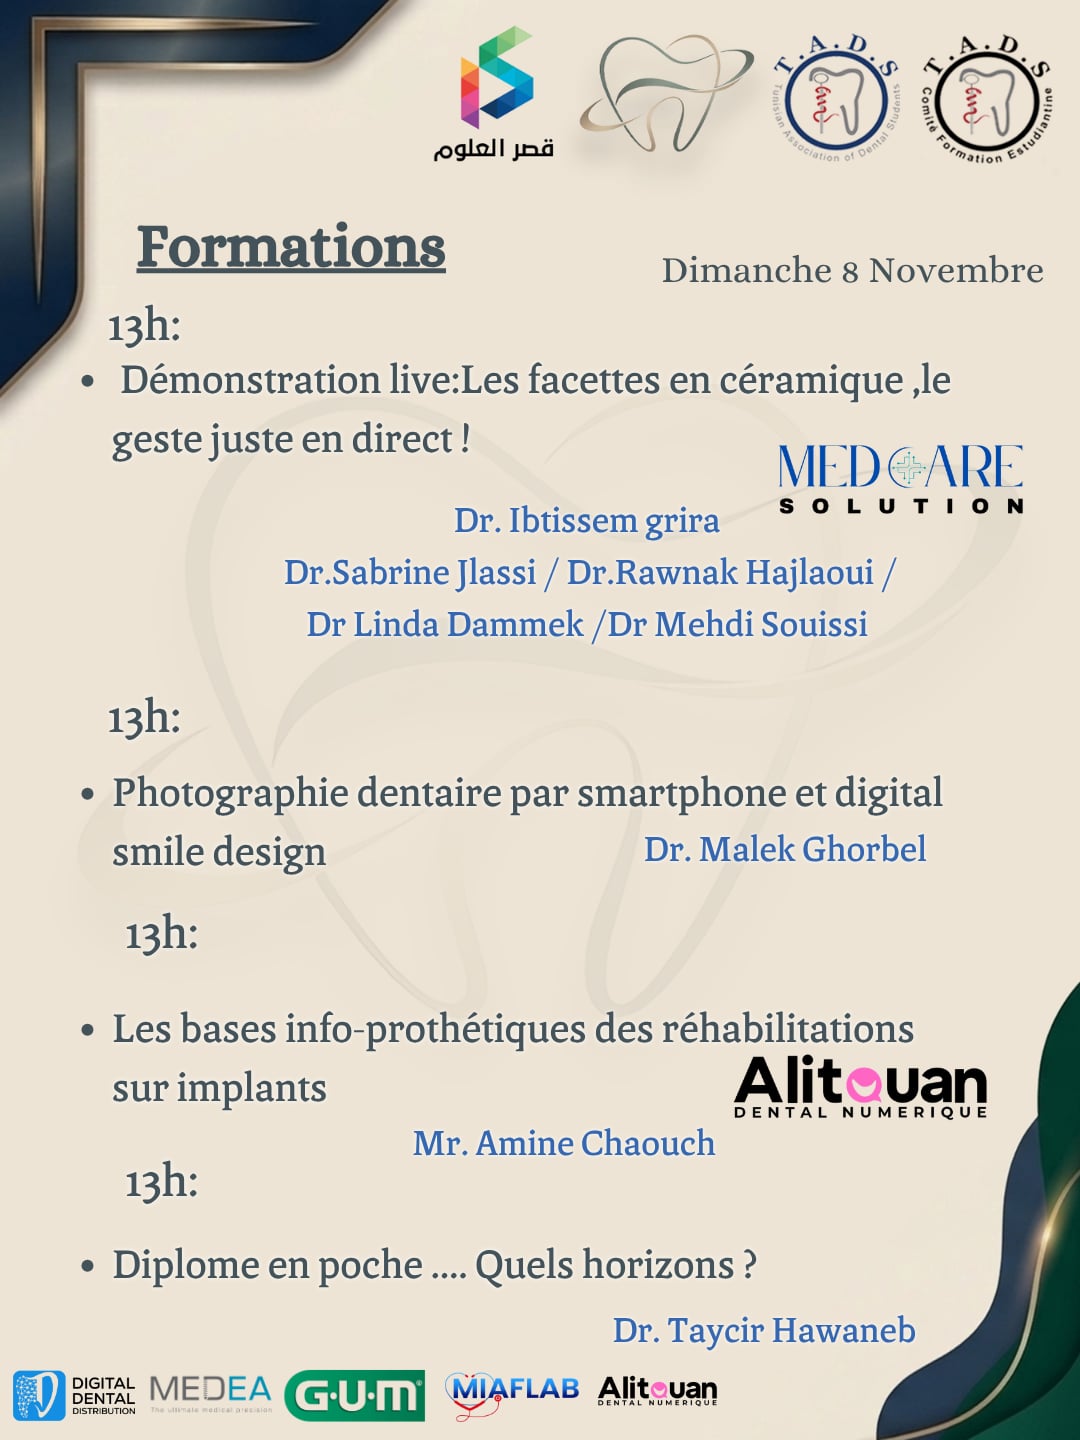 قصر العلوم
T.A.D.S
Tunisian Association of Dental Students
T.A.D.S
Comité Formation Estudiantine
Formations
Dimanche 8 Novembre
13h:
• Démonstration live:Les facettes en céramique ,le
geste juste en direct !
MEDCARE
SOLUTION
Dr. Ibtissem grira
Dr.Sabrine Jlassi / Dr.Rawnak Hajlaoui /
Dr Linda Dammek /Dr Mehdi Souissi
13h:
• Photographie dentaire par smartphone et digital
smile design
Dr. Malek Ghorbel
13h:
• Les bases info-prothétiques des réhabilitations
sur implants
Alitouan
DENTAL NUMERIQUE
Mr. Amine Chaouch
13h:
• Diplome en poche .... Quels horizons ?
Dr. Taycir Hawaneb
DIGITAL
DENTAL
DISTRIBUTION
MEDEA
The ultimate medical precision
G·U·M®
MIAFLAB
Alitouan
DENTAL NUMERIQUE